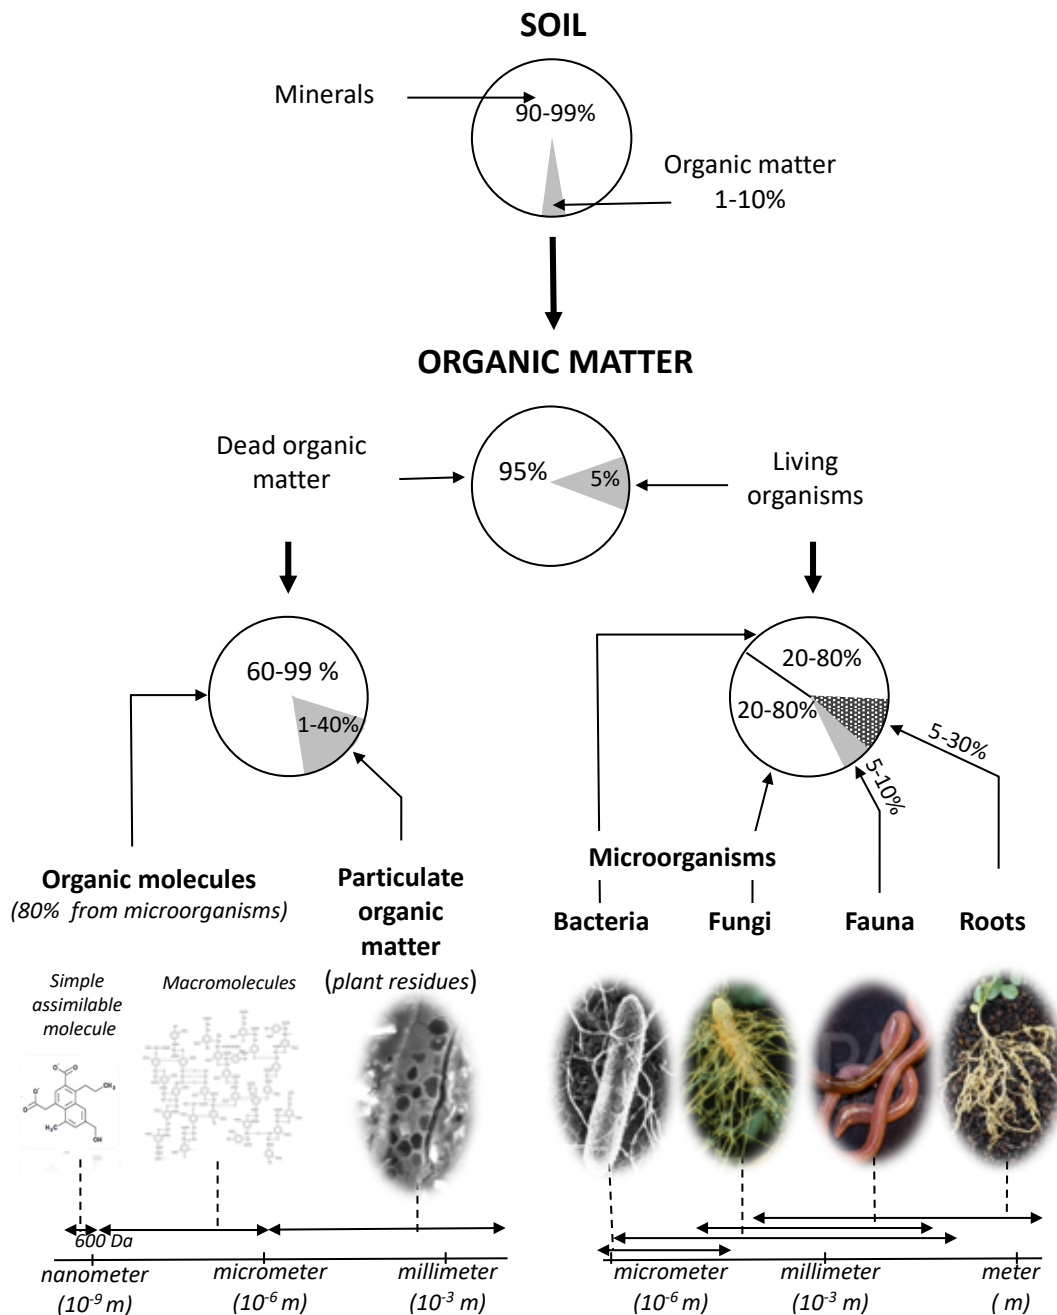 SOIL
Minerals
90-99%
Organic matter
1-10%
ORGANIC MATTER
Dead organic
matter
95%
5%
Living
organisms
60-99 %
1-40%
20-80%
20-80%
5-30%
5-10%
Organic molecules
(80% from microorganisms)
Particulate
organic
matter
(plant residues)
Microorganisms
Bacteria
Fungi
Fauna
Roots
Simple
assimilable
molecule
Macromolecules
O-
O
O-
O
CH3
H3C
OH
600 Da
nanometer
(10-9 m)
micrometer
(10-6 m)
millimeter
(10-3 m)
micrometer
(10-6 m)
millimeter
(10-3 m)
meter
( m)